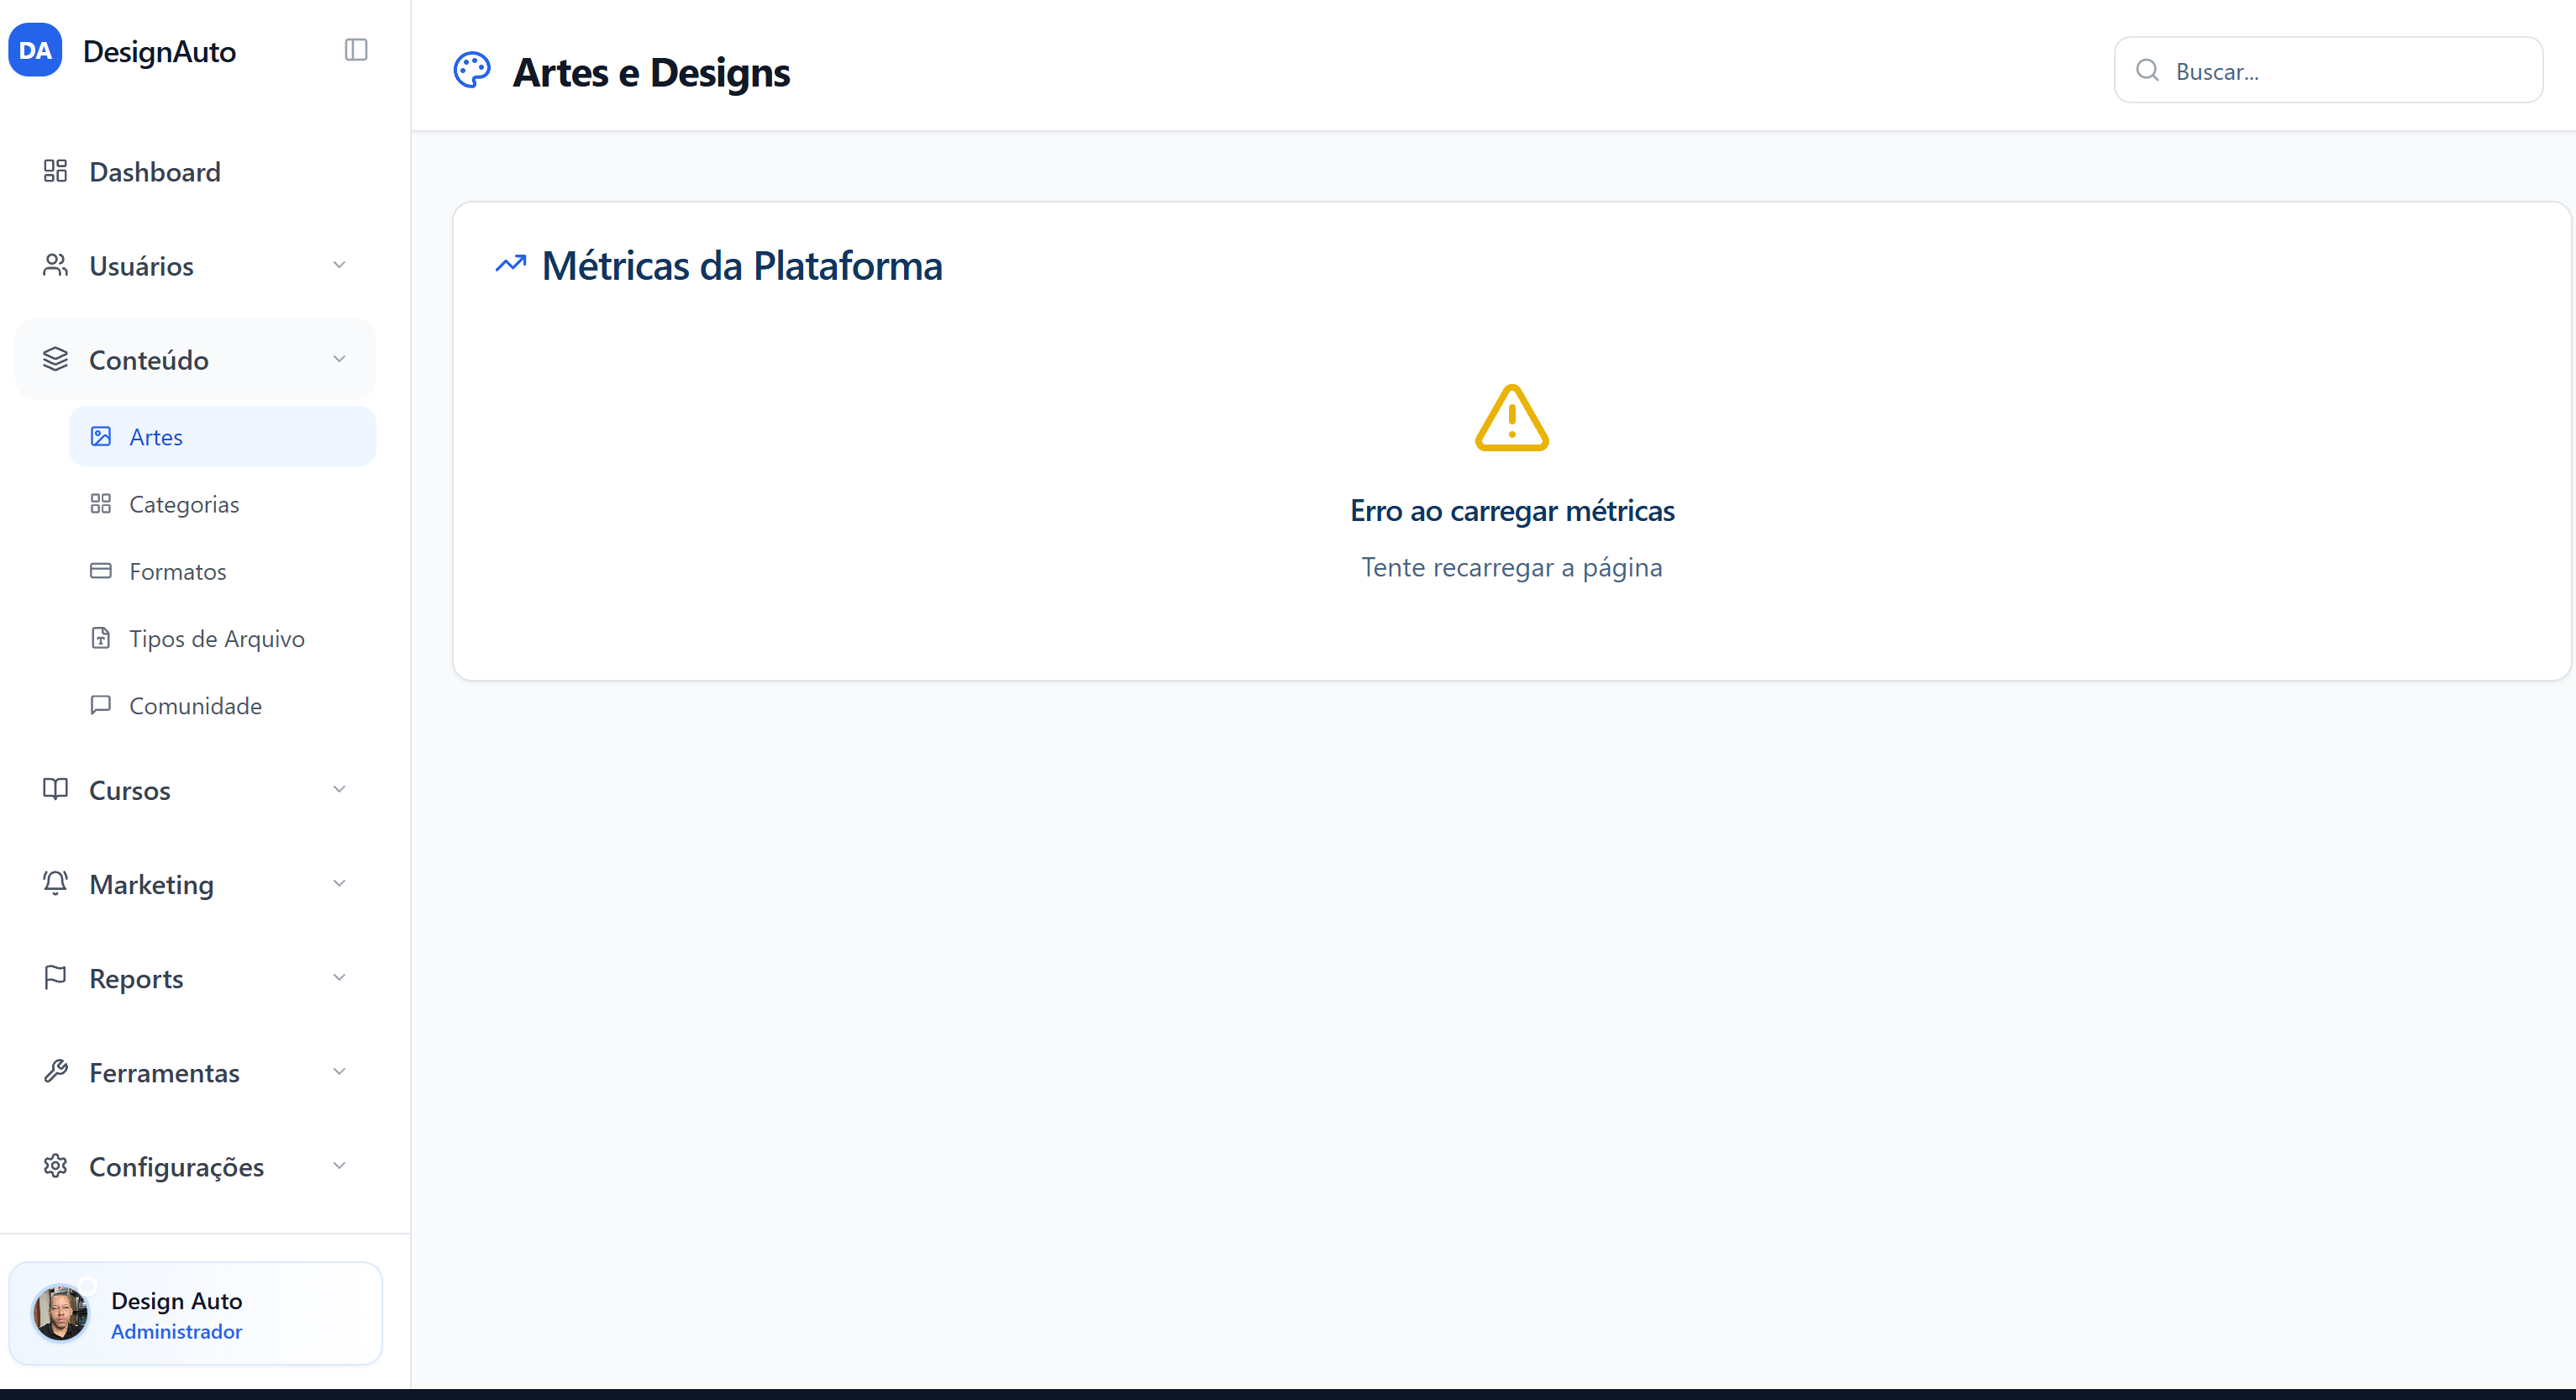 DA
DesignAuto
Dashboard
Usuários
Conteúdo
Artes
Categorias
Formatos
Tipos de Arquivo
Comunidade
Cursos
Marketing
Reports
Ferramentas
Configurações
Design Auto
Administrador
Artes e Designs
Buscar...
Métricas da Plataforma
Erro ao carregar métricas
Tente recarregar a página